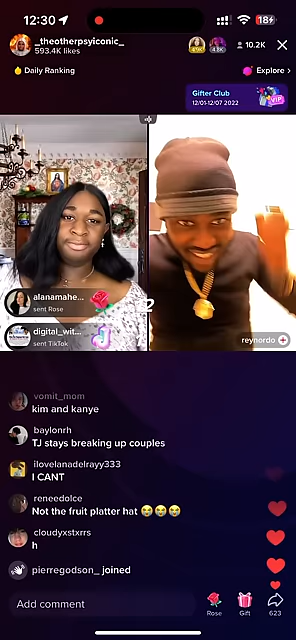 12:30
18
_theotherpsyiconic_
593.4K likes
10.2K
Daily Ranking
Explore >
Gifter Club
12/01-12/07 2022
VIP
alanamahe...
sent Rose
2
digital_wit...
sent TikTok
reynordo
vomit_mom
kim and kanye
baylonrh
TJ stays breaking up couples
ilovelanadelrayy333
I CANT
reneedolce
Not the fruit platter hat 😭😭😭
cloudyxstxrrs
h
pierregodson_ joined
Add comment
Rose
Gift
623